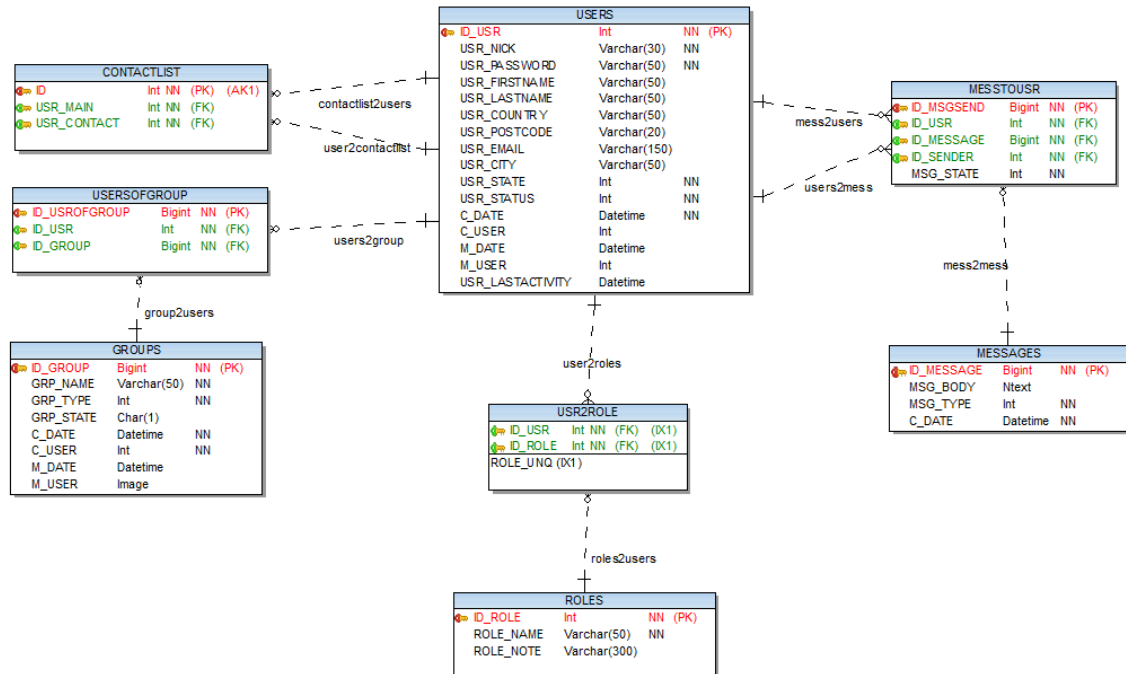 USERS
ID_USR Int NN (PK)
USR_NICK Varchar(30) NN
USR_PASSWORD Varchar(50) NN
USR_FIRSTNAME Varchar(50)
USR_LASTNAME Varchar(50)
USR_COUNTRY Varchar(50)
USR_POSTCODE Varchar(20)
USR_EMAIL Varchar(150)
USR_CITY Varchar(50)
USR_STATE Int NN
USR_STATUS Int NN
C_DATE Datetime NN
C_USER Int
M_DATE Datetime
M_USER Int
USR_LASTACTIVITY Datetime
CONTACTLIST
ID Int NN (PK) (AK1)
USR_MAIN Int NN (FK)
USR_CONTACT Int NN (FK)
contactlist2users
user2contactlist
MESSTOUSR
ID_MSGSEND Bigint NN (PK)
ID_USR Int NN (FK)
ID_MESSAGE Bigint NN (FK)
ID_SENDER Int NN (FK)
MSG_STATE Int NN
mess2users
users2mess
USERSOFGROUP
ID_USROFGROUP Bigint NN (PK)
ID_USR Int NN (FK)
ID_GROUP Bigint NN (FK)
users2group
mess2mess
group2users
GROUPS
ID_GROUP Bigint NN (PK)
GRP_NAME Varchar(50) NN
GRP_TYPE Int NN
GRP_STATE Char(1)
C_DATE Datetime NN
C_USER Int NN
M_DATE Datetime
M_USER Image
MESSAGES
ID_MESSAGE Bigint NN (PK)
MSG_BODY Ntext
MSG_TYPE Int NN
C_DATE Datetime NN
user2roles
USR2ROLE
ID_USR Int NN (FK) (IX1)
ID_ROLE Int NN (FK) (IX1)
ROLE_UNQ (IX1)
roles2users
ROLES
ID_ROLE Int NN (PK)
ROLE_NAME Varchar(50) NN
ROLE_NOTE Varchar(300)